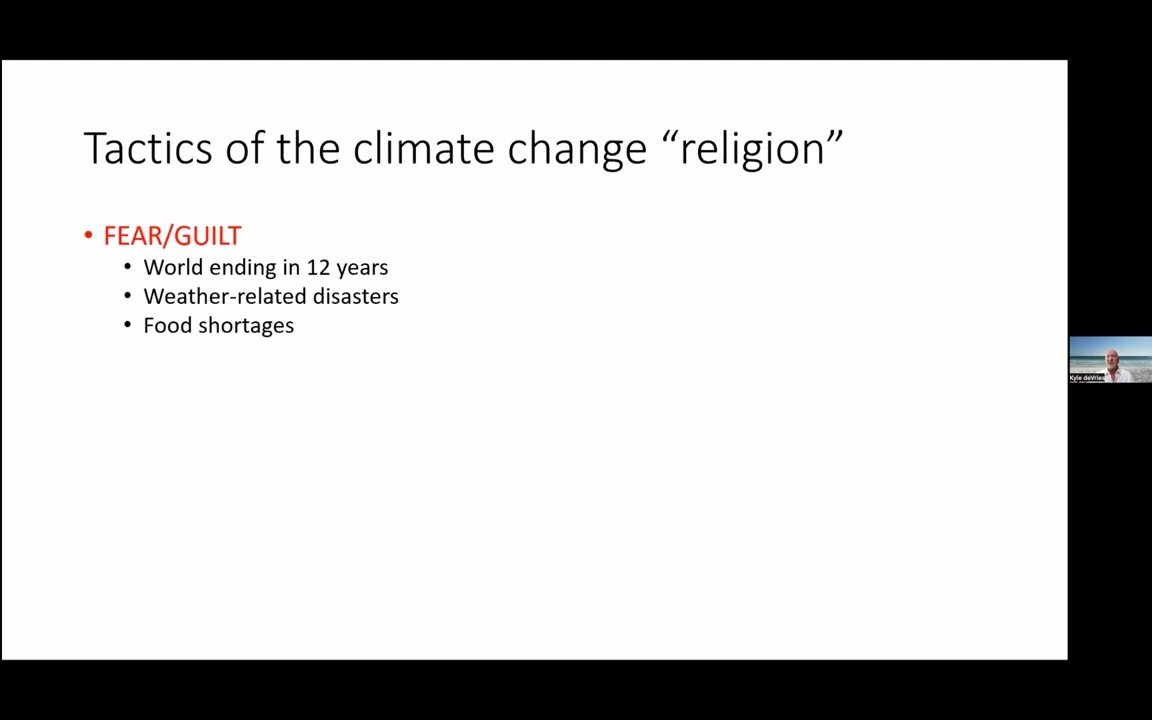 Tactics of the climate change “religion”
• FEAR/GUILT
• World ending in 12 years
• Weather-related disasters
• Food shortages
Kyle deVries